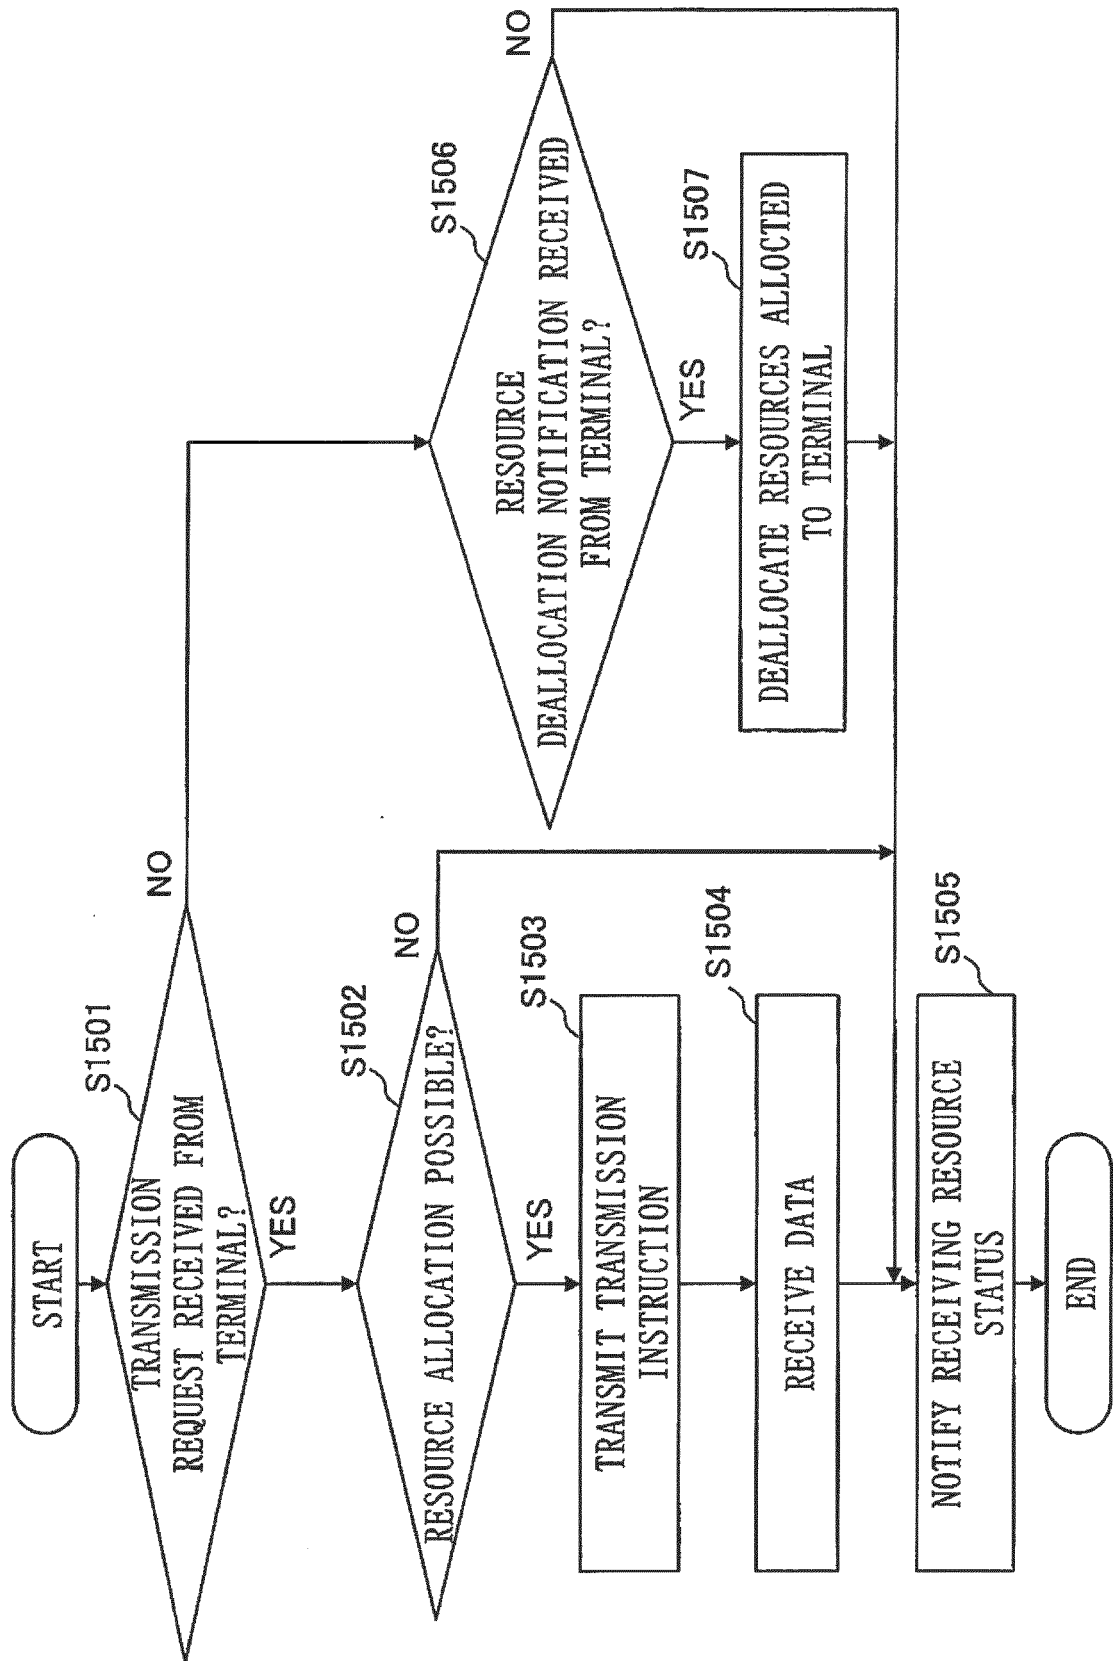 START
S1501
TRANSMISSION
REQUEST RECEIVED FROM
TERMINAL?
NO
YES
S1502
RESOURCE ALLOCATION POSSIBLE?
NO
YES
S1503
TRANSMIT TRANSMISSION
INSTRUCTION
S1504
RECEIVE DATA
S1505
NOTIFY RECEIVING RESOURCE
STATUS
END
S1506
RESOURCE
DEALLOCATION NOTIFICATION RECEIVED
FROM TERMINAL?
NO
YES
S1507
DEALLOCATE RESOURCES ALLOCTED
TO TERMINAL